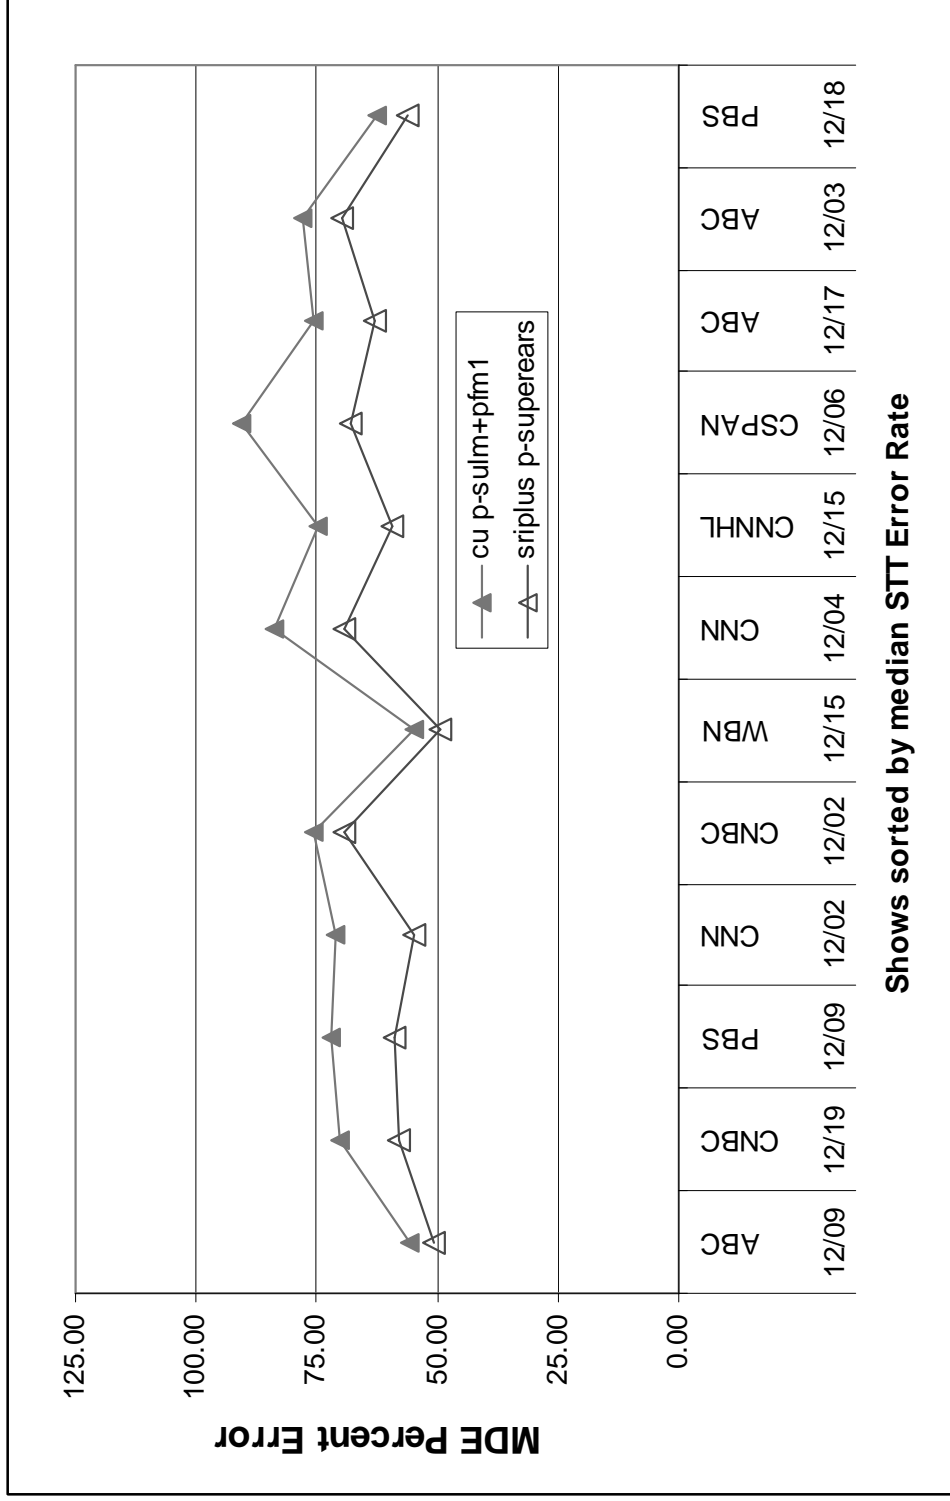 MDE Percent Error
125.00
100.00
75.00
50.00
25.00
0.00
cu p-sulm+pfm1
sriplus p-superears
ABC CNBC PBS CNN CNBC WBN CNN CNNHL CSPAN ABC ABC PBS
12/09 12/19 12/09 12/02 12/02 12/15 12/04 12/15 12/06 12/17 12/03 12/18
Shows sorted by median STT Error Rate